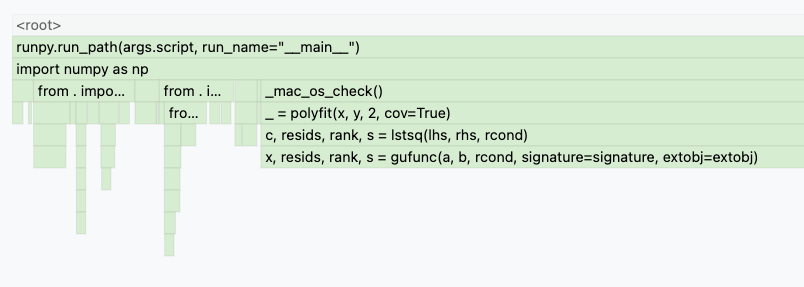 <root>
runpy.run_path(args.script, run_name="__main__")
import numpy as np
from . impo... from . i... _mac_os_check()
fro... _ = polyfit(x, y, 2, cov=True)
c, resids, rank, s = lstsq(lhs, rhs, rcond)
x, resids, rank, s = gufunc(a, b, rcond, signature=signature, extobj=extobj)